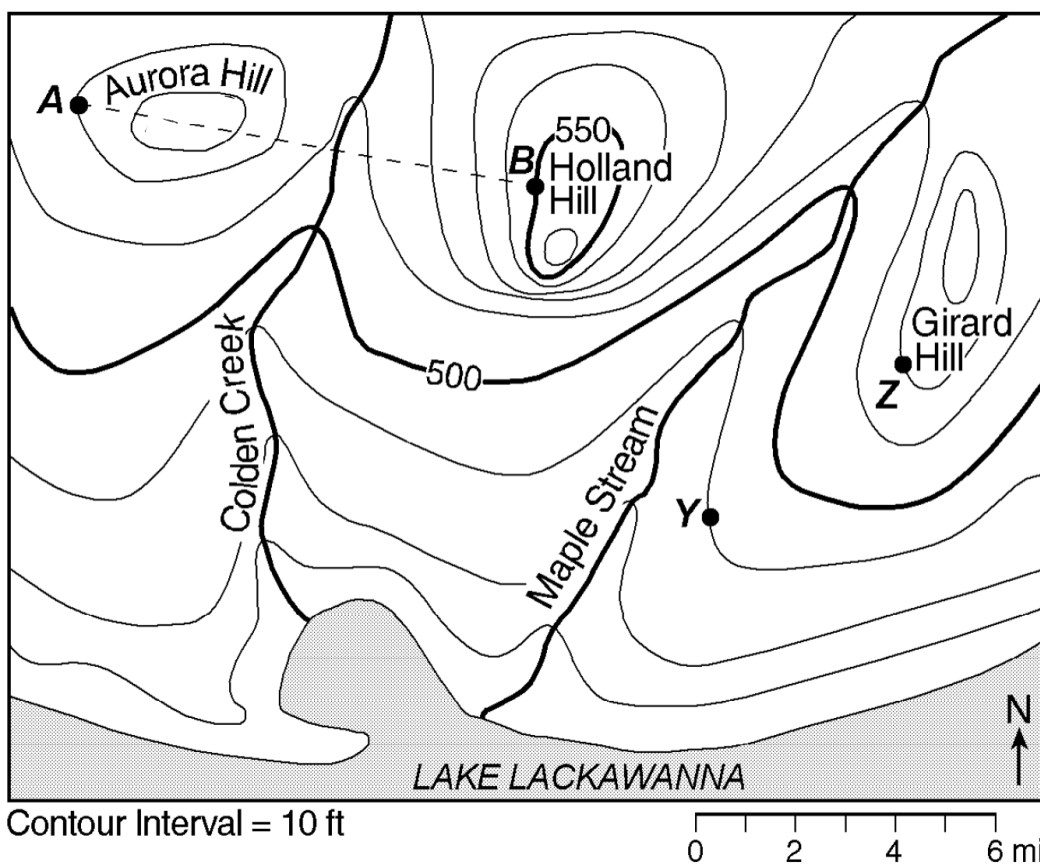 A
Aurora Hill
550
B
Holland
Hill
Girard
Hill
Z
500
Colden Creek
Maple Stream
Y
N
LAKE LACKAWANNA
Contour Interval = 10 ft
0 2 4 6 mi